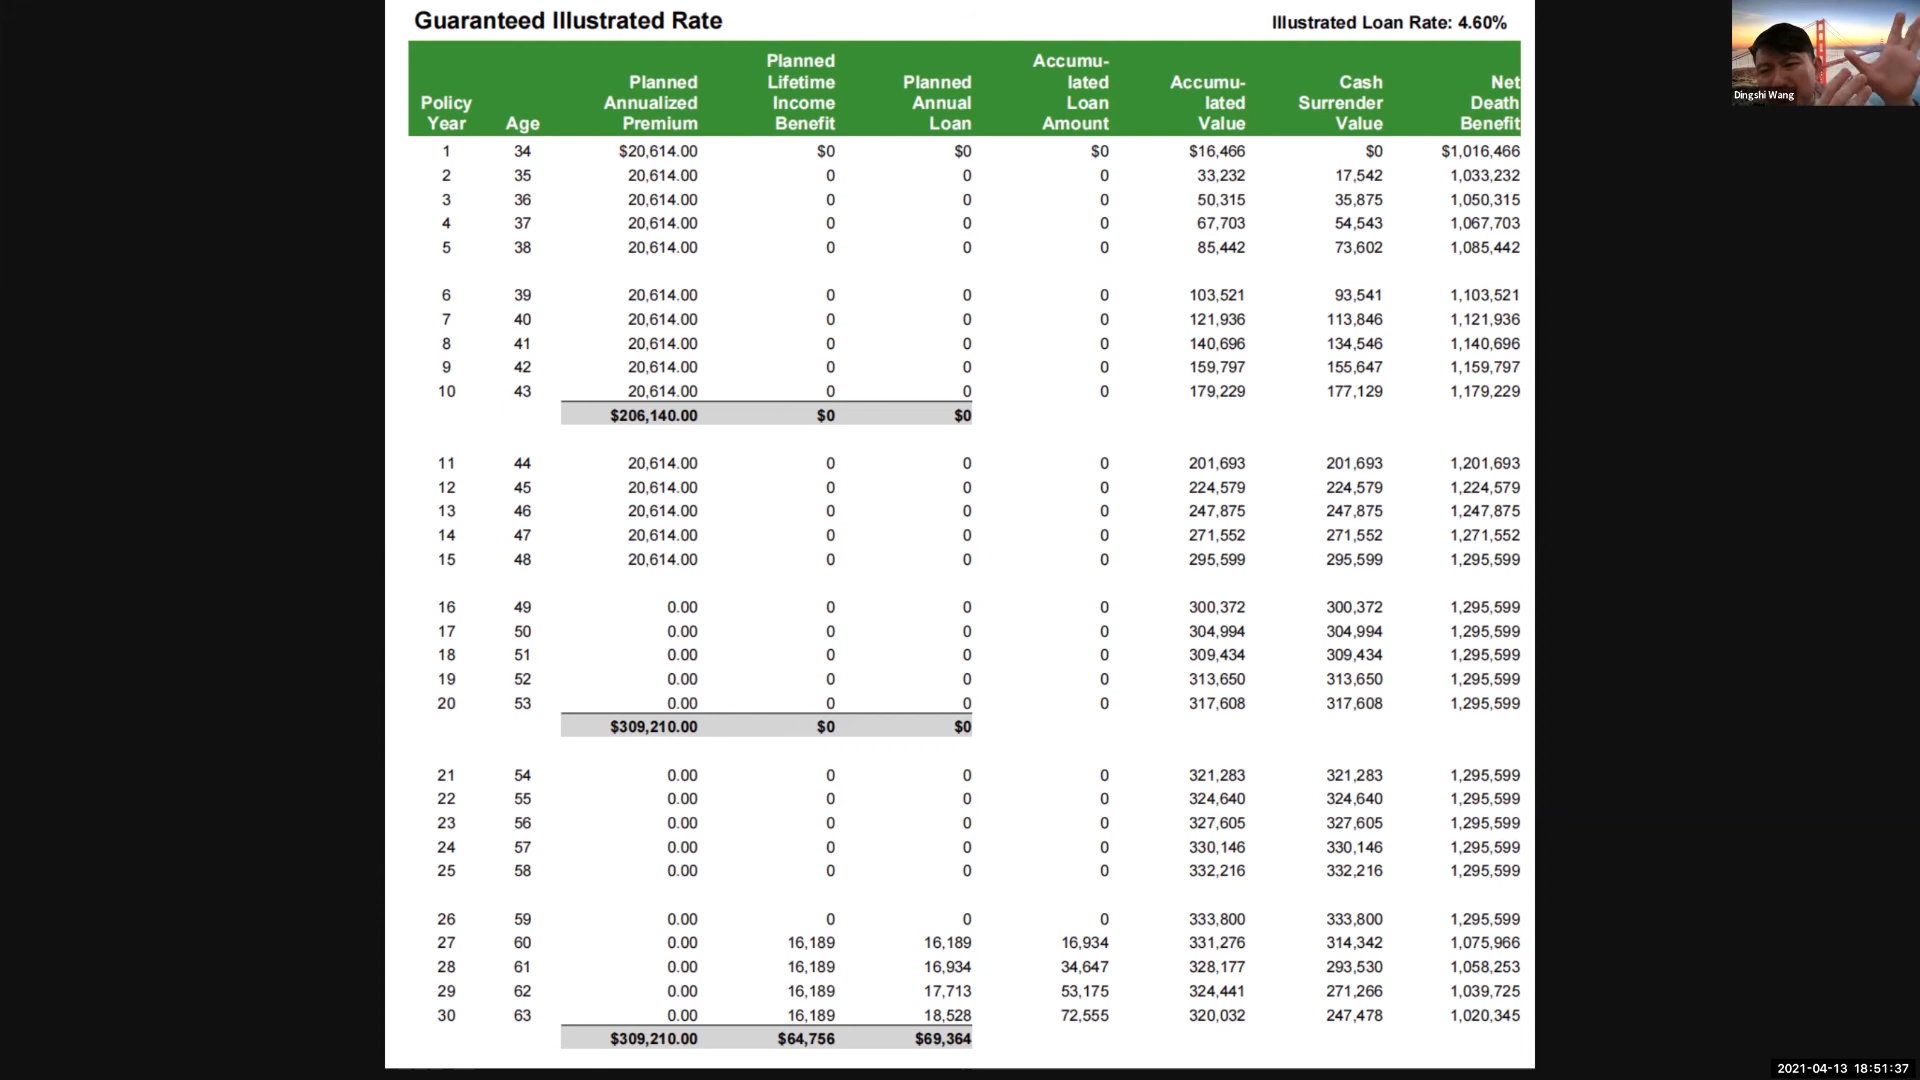 Guaranteed Illustrated Rate Illustrated Loan Rate: 4.60%
Policy Year Age Planned Annualized Premium Planned Lifetime Income Benefit Planned Annual Loan Accumu-lated Loan Amount Accumu-lated Value Cash Surrender Value Net Death Benefit
1 34 $20,614.00 $0 $0 $0 $16,466 $0 $1,016,466
2 35 20,614.00 0 0 0 33,232 17,542 1,033,232
3 36 20,614.00 0 0 0 50,315 35,875 1,050,315
4 37 20,614.00 0 0 0 67,703 54,543 1,067,703
5 38 20,614.00 0 0 0 85,442 73,602 1,085,442
6 39 20,614.00 0 0 0 103,521 93,541 1,103,521
7 40 20,614.00 0 0 0 121,936 113,846 1,121,936
8 41 20,614.00 0 0 0 140,696 134,546 1,140,696
9 42 20,614.00 0 0 0 159,797 155,647 1,159,797
10 43 20,614.00 0 0 0 179,229 177,129 1,179,229
$206,140.00 $0 $0
11 44 20,614.00 0 0 0 201,693 201,693 1,201,693
12 45 20,614.00 0 0 0 224,579 224,579 1,224,579
13 46 20,614.00 0 0 0 247,875 247,875 1,247,875
14 47 20,614.00 0 0 0 271,552 271,552 1,271,552
15 48 20,614.00 0 0 0 295,599 295,599 1,295,599
16 49 0.00 0 0 0 300,372 300,372 1,295,599
17 50 0.00 0 0 0 304,994 304,994 1,295,599
18 51 0.00 0 0 0 309,434 309,434 1,295,599
19 52 0.00 0 0 0 313,650 313,650 1,295,599
20 53 0.00 0 0 0 317,608 317,608 1,295,599
$309,210.00 $0 $0
21 54 0.00 0 0 0 321,283 321,283 1,295,599
22 55 0.00 0 0 0 324,640 324,640 1,295,599
23 56 0.00 0 0 0 327,605 327,605 1,295,599
24 57 0.00 0 0 0 330,146 330,146 1,295,599
25 58 0.00 0 0 0 332,216 332,216 1,295,599
26 59 0.00 0 0 0 333,800 333,800 1,295,599
27 60 0.00 16,189 16,189 16,934 331,276 314,342 1,075,966
28 61 0.00 16,189 16,934 34,647 328,177 293,530 1,058,253
29 62 0.00 16,189 17,713 53,175 324,441 271,266 1,039,725
30 63 0.00 16,189 18,528 72,555 320,032 247,478 1,020,345
$309,210.00 $64,756 $69,364
Dingshi Wang
2021-04-13 18:51:37